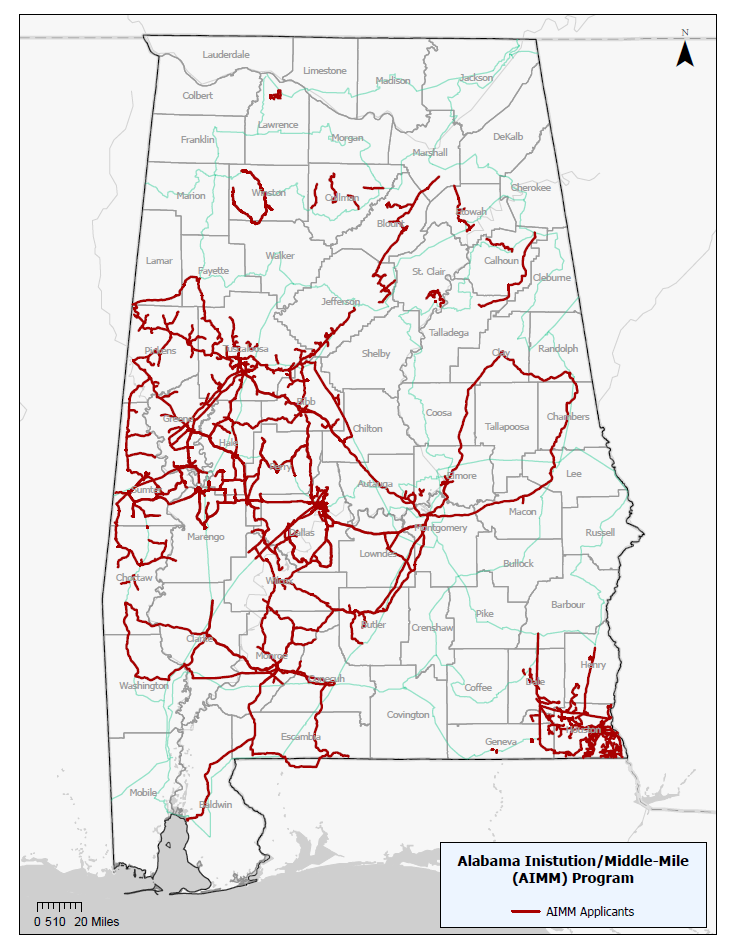 N
Lauderdale
Limestone
Madison
Jackson
Colbert
Lawrence
Franklin
Morgan
DeKalb
Marshall
Marion
Winston
Cullman
Cherokee
Etowah
Blount
Lamar
Walker
Calhoun
Fayette
St. Clair
Cleburne
Jefferson
Talladega
Pickens
Tuscaloosa
Shelby
Clay
Randolph
Bibb
Greene
Coosa
Tallapoosa
Chambers
Hale
Chilton
Perry
Elmore
Lee
Sumter
Autauga
Macon
Marengo
Dallas
Montgomery
Russell
Lowndes
Bullock
Choctaw
Wilcox
Barbour
Butler
Crenshaw
Pike
Clarke
Monroe
Henry
Washington
Conecuh
Coffee
Dale
Covington
Escambia
Geneva
Houston
Mobile
Baldwin
Alabama Inistution/Middle-Mile
(AIMM) Program
AIMM Applicants
0 5 10 20 Miles